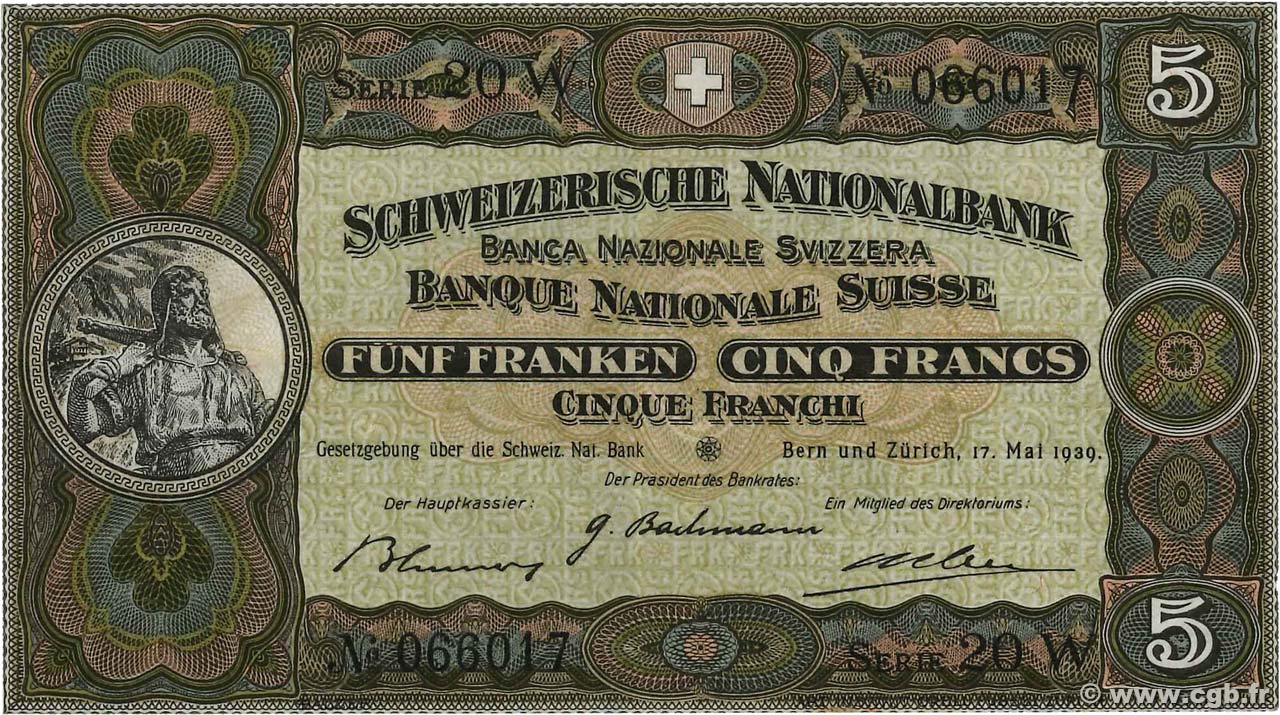 SERIE 20 W No 066017 5
SCHWEIZERISCHE NATIONALBANK
BANCA NAZIONALE SVIZZERA
BANQUE NATIONALE SUISSE
FÜNF FRANKEN CINQ FRANCS
CINQUE FRANCHI
Gesetzgebung über die Schweiz. Nat. Bank Bern und Zürich, 17. Mai 1939.
Der Präsident des Bankrates:
Der Hauptkassier: Ein Mitglied des Direktoriums:
G. Bachmann
No 066017 SERIE 20 W 5
© www.cgb.fr